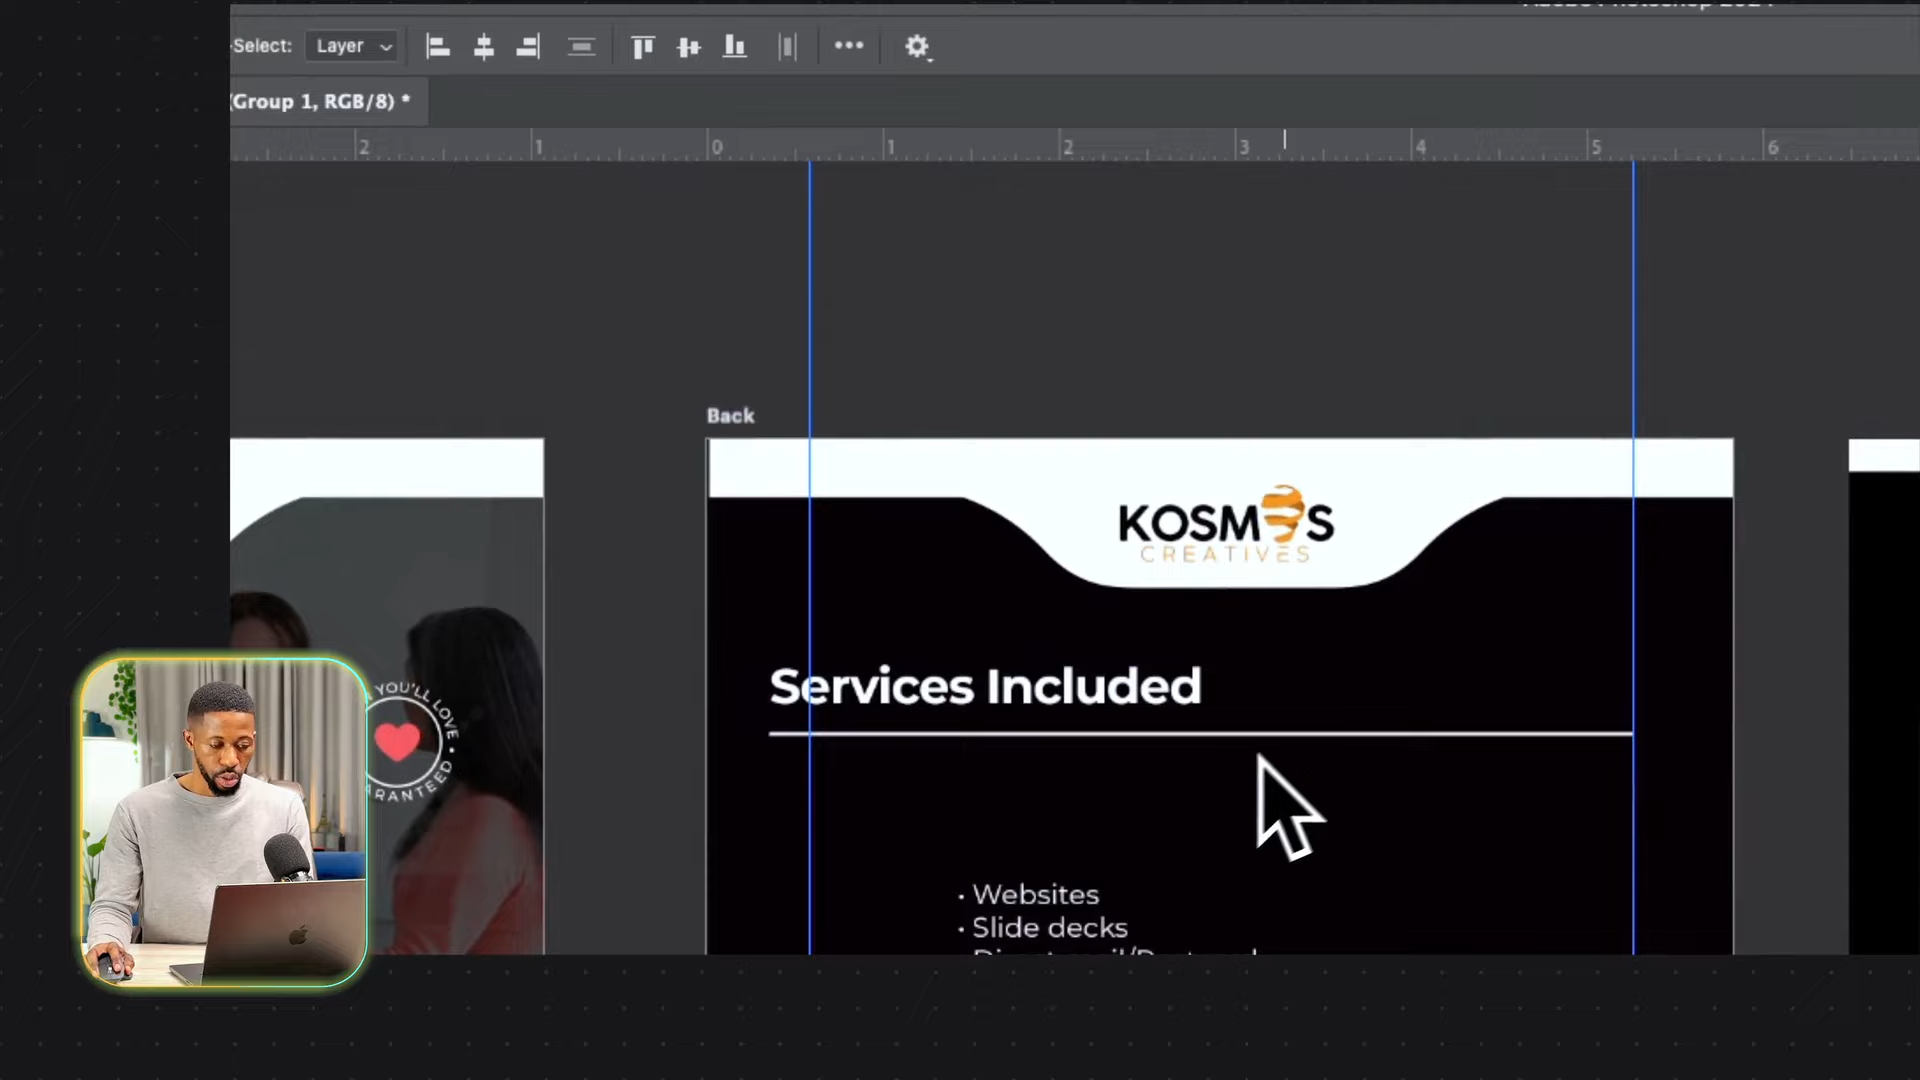 Select: Layer
(Group 1, RGB/8) *
2 1 0 1 2 3 4 5 6
Back
KOSMOS
CREATIVES
Services Included
YOU'LL LOVE
• Websites
• Slide decks